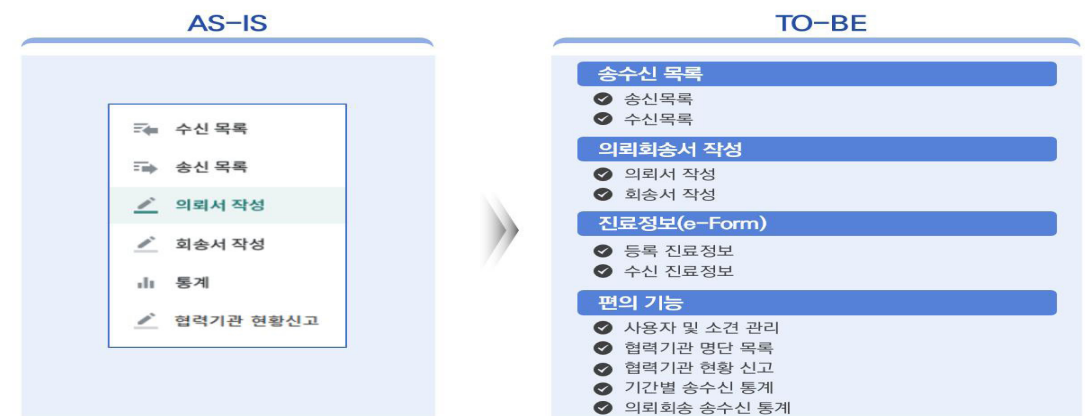 AS-IS
수신 목록
송신 목록
의뢰서 작성
회송서 작성
통계
협력기관 현황신고
TO-BE
송수신 목록
송신목록
수신목록
의뢰회송서 작성
의뢰서 작성
회송서 작성
진료정보(e-Form)
등록 진료정보
수신 진료정보
편의 기능
사용자 및 소견 관리
협력기관 명단 목록
협력기관 현황 신고
기간별 송수신 통계
의뢰회송 송수신 통계